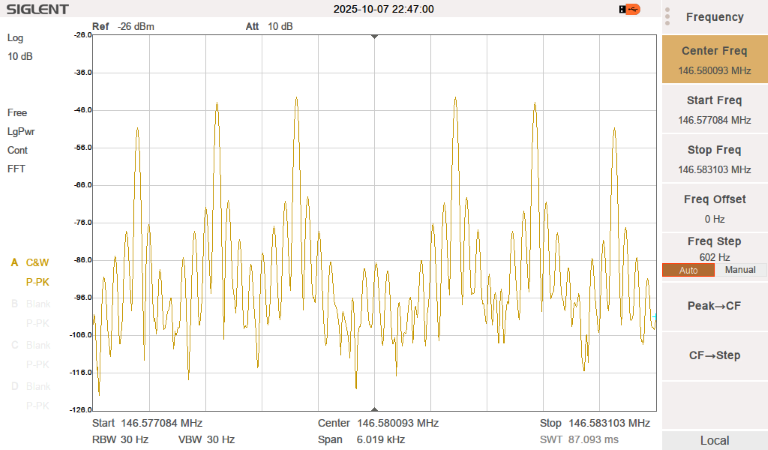 SIGLENT
2025-10-07 22:47:00
Frequency
Log
10 dB
Ref -26 dBm
Att 10 dB
Free
LgPwr
Cont
FFT
A C&W
P-PK
B Blank
P-PK
C Blank
P-PK
D Blank
P-PK
-26.0
-36.0
-46.0
-56.0
-66.0
-76.0
-86.0
-96.0
-106.0
-116.0
-126.0
Start 146.577084 MHz
Center 146.580093 MHz
Stop 146.583103 MHz
RBW 30 Hz
VBW 30 Hz
Span 6.019 kHz
SWT 87.093 ms
Center Freq
146.580093 MHz
Start Freq
146.577084 MHz
Stop Freq
146.583103 MHz
Freq Offset
0 Hz
Freq Step
602 Hz
Auto Manual
Peak→CF
CF→Step
Local